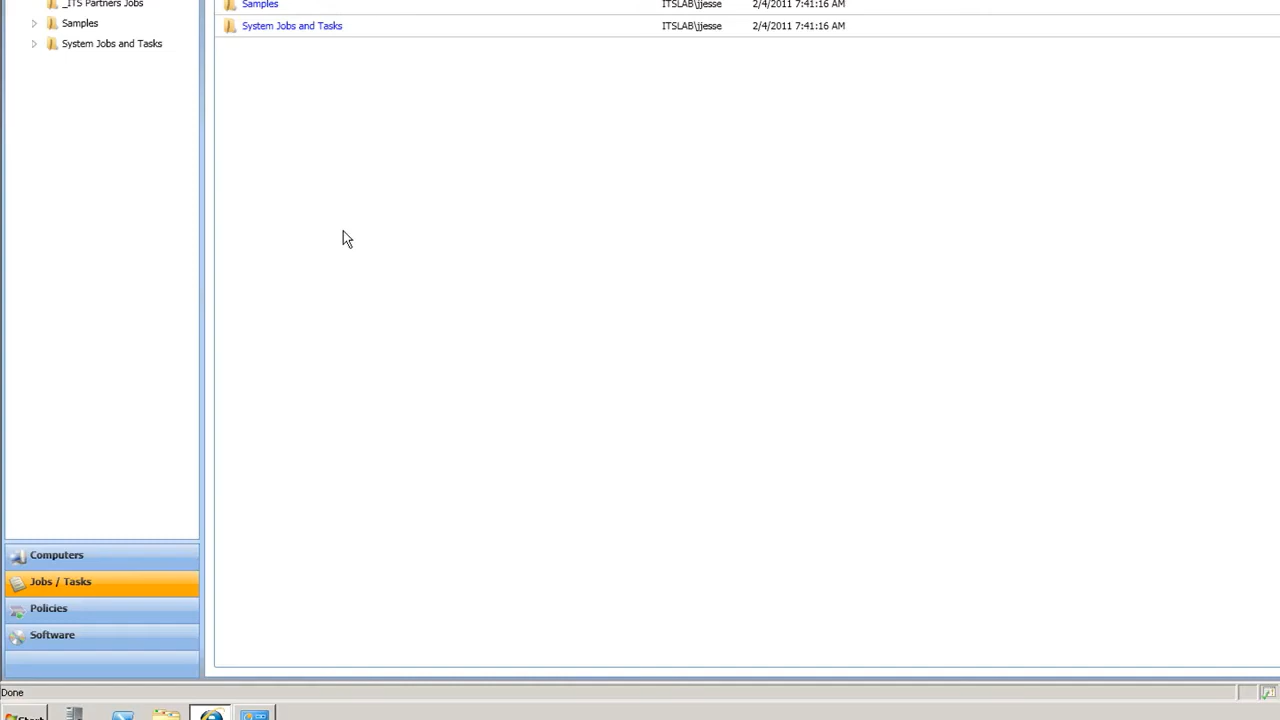 _ITS Partners Jobs
Samples
System Jobs and Tasks
Samples ITSLAB\jjesse 2/4/2011 7:41:16 AM
System Jobs and Tasks ITSLAB\jjesse 2/4/2011 7:41:16 AM
Computers
Jobs / Tasks
Policies
Software
Done
Start